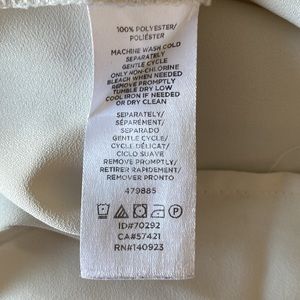 100% POLYESTER/
POLIÉSTER
MACHINE WASH COLD
SEPARATELY
GENTLE CYCLE
ONLY NON-CHLORINE
BLEACH WHEN NEEDED
REMOVE PROMPTLY
TUMBLE DRY LOW
COOL IRON IF NEEDED
OR DRY CLEAN
SEPARATELY/
SÉPARÉMENT/
SEPARADO
GENTLE CYCLE/
CYCLE DÉLICAT/
CICLO SUAVE
REMOVE PROMPTLY/
RETIRER RAPIDEMENT/
REMOVER PRONTO
479885
ID#70292
CA#57421
RN#140923